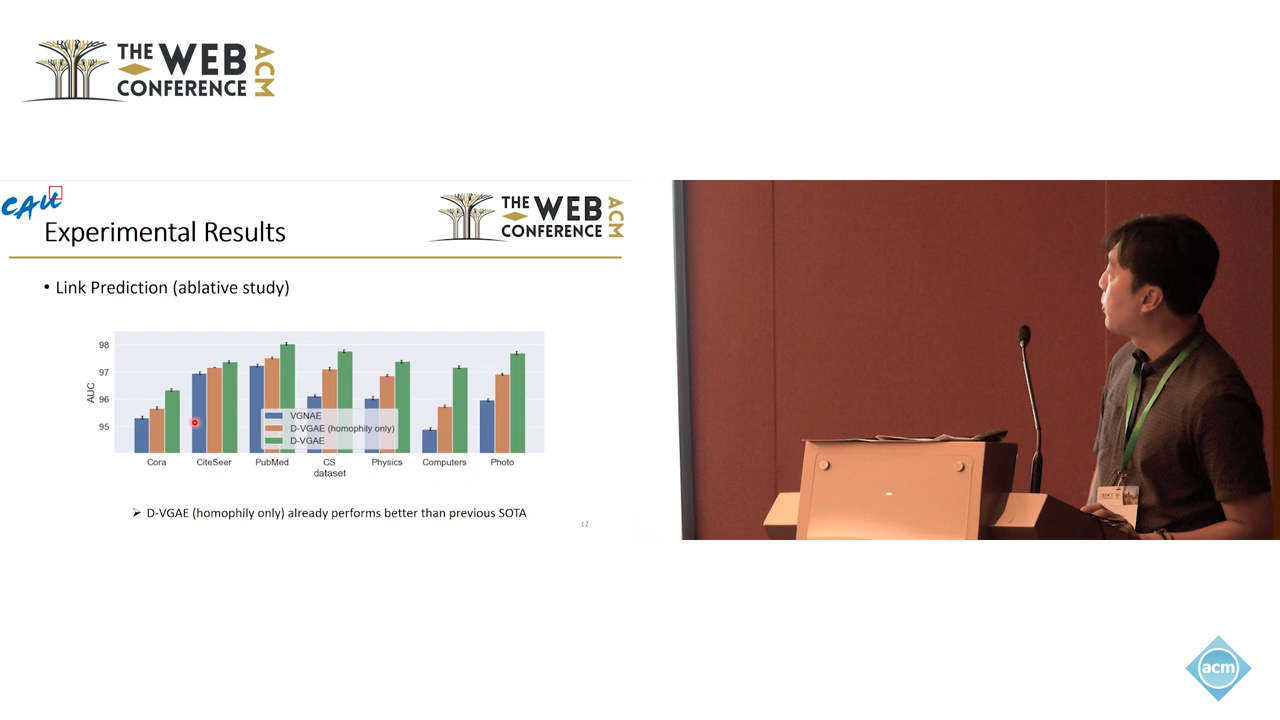 THE WEB
CONFERENCE
ACM
CAU
THE WEB
CONFERENCE
ACM
Experimental Results
• Link Prediction (ablative study)
98
97
96
95
AUC
VGNAE
D-VGAE (homophily only)
D-VGAE
Cora CiteSeer PubMed CS Physics Computers Photo
dataset
➢ D-VGAE (homophily only) already performs better than previous SOTA
12
acm